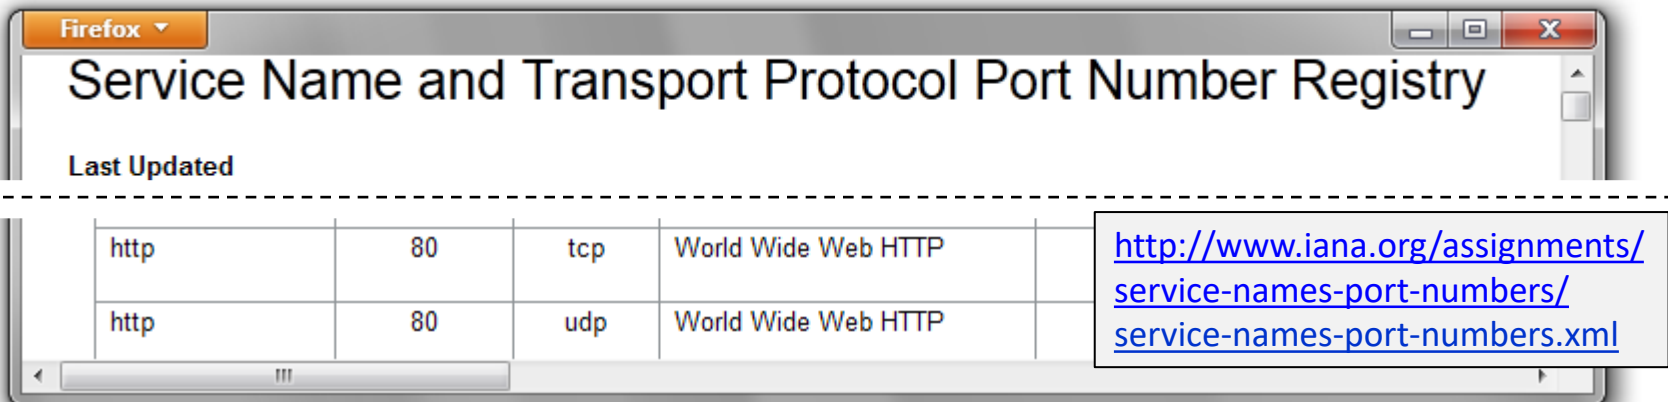 Firefox
Service Name and Transport Protocol Port Number Registry
Last Updated
http 80 tcp World Wide Web HTTP
http 80 udp World Wide Web HTTP
http://www.iana.org/assignments/
service-names-port-numbers/
service-names-port-numbers.xml